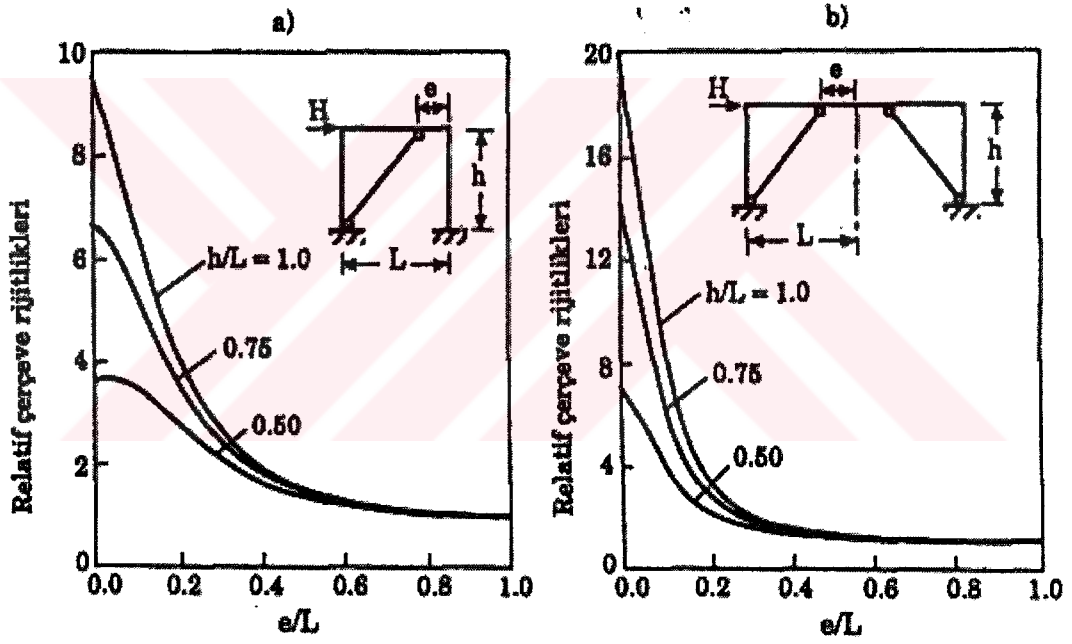 a)
Relatif çerçeve rijitlikleri
10
8
6
4
2
0
0.0 0.2 0.4 0.6 0.8 1.0
e/L
h/L = 1.0
0.75
0.50
H
e
h
L
b)
Relatif çerçeve rijitlikleri
20
16
12
8
4
0
0.0 0.2 0.4 0.6 0.8 1.0
e/L
h/L = 1.0
0.75
0.50
H
e
h
L